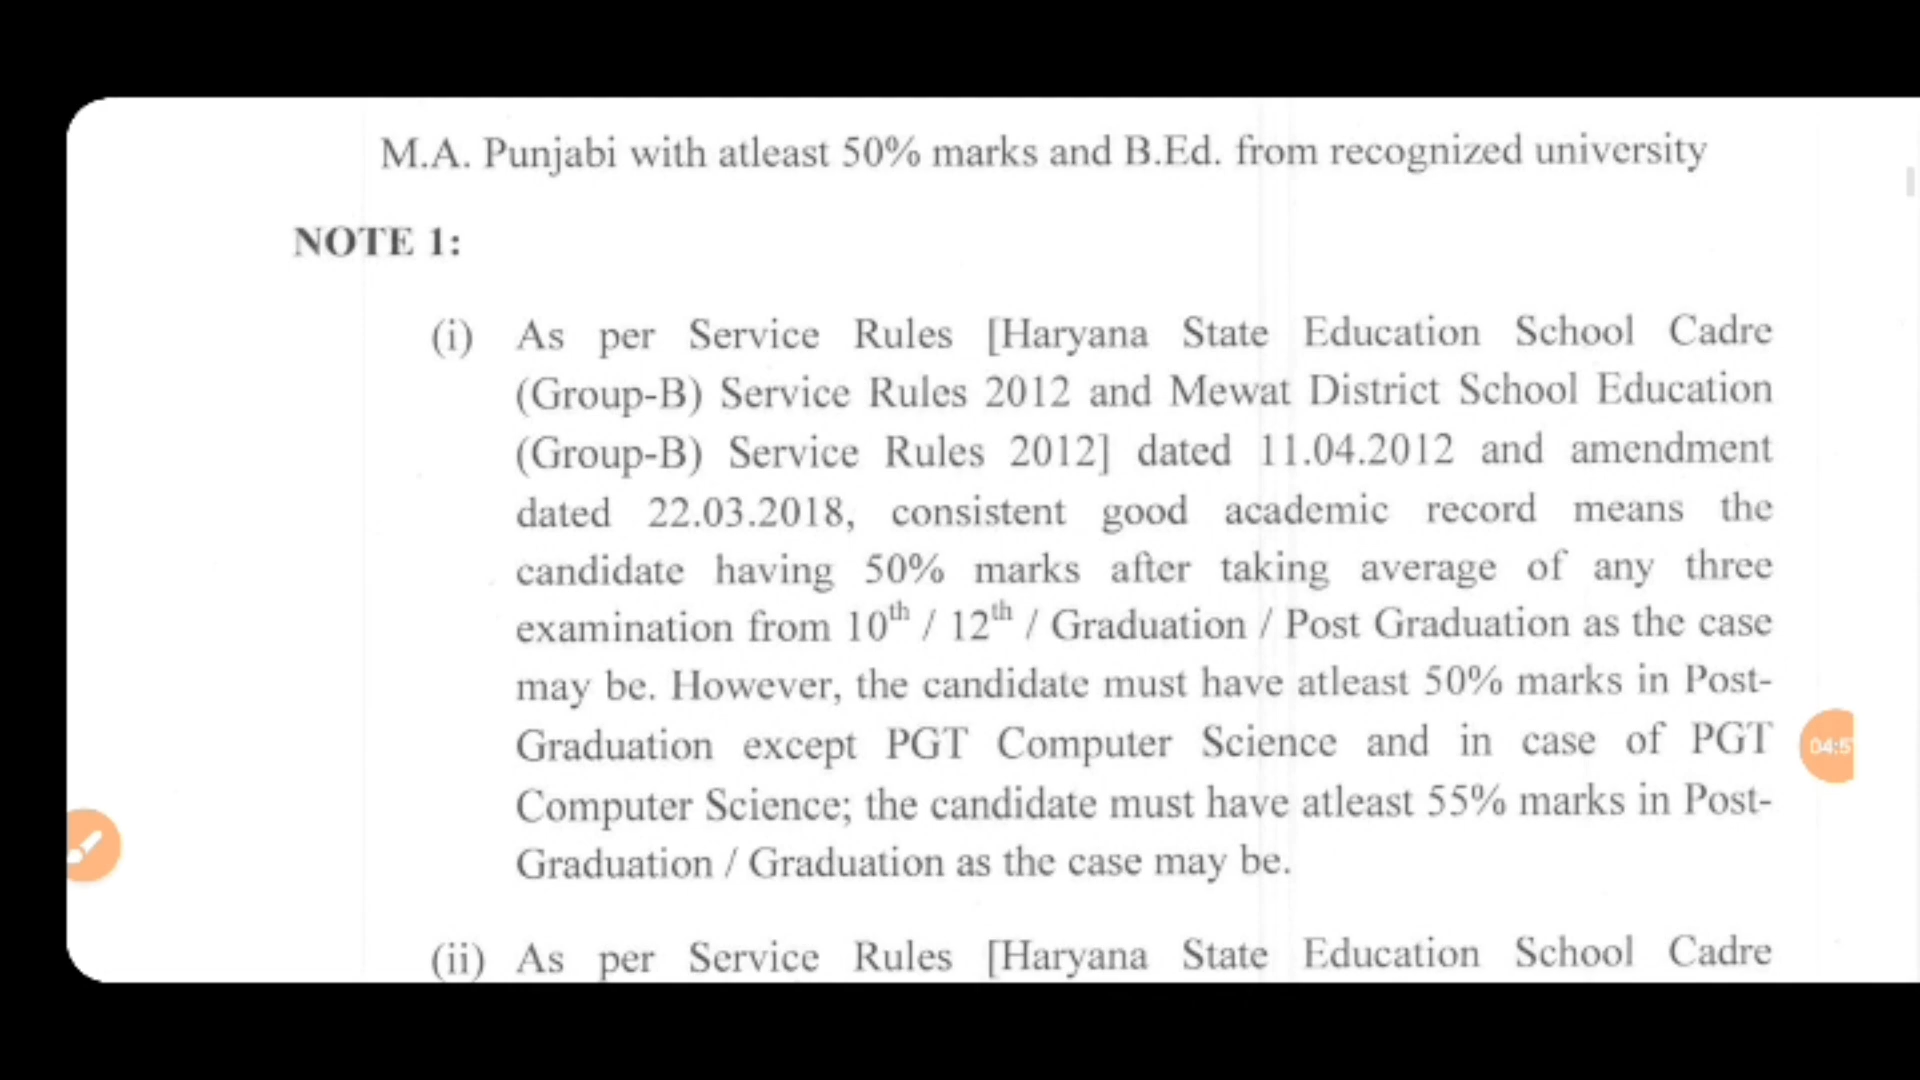 M.A. Punjabi with atleast 50% marks and B.Ed. from recognized university
NOTE 1:
(i) As per Service Rules [Haryana State Education School Cadre
(Group-B) Service Rules 2012 and Mewat District School Education
(Group-B) Service Rules 2012] dated 11.04.2012 and amendment
dated 22.03.2018, consistent good academic record means the
candidate having 50% marks after taking average of any three
examination from 10th / 12th / Graduation / Post Graduation as the case
may be. However, the candidate must have atleast 50% marks in Post-
Graduation except PGT Computer Science and in case of PGT
Computer Science; the candidate must have atleast 55% marks in Post-
Graduation / Graduation as the case may be.
(ii) As per Service Rules [Haryana State Education School Cadre